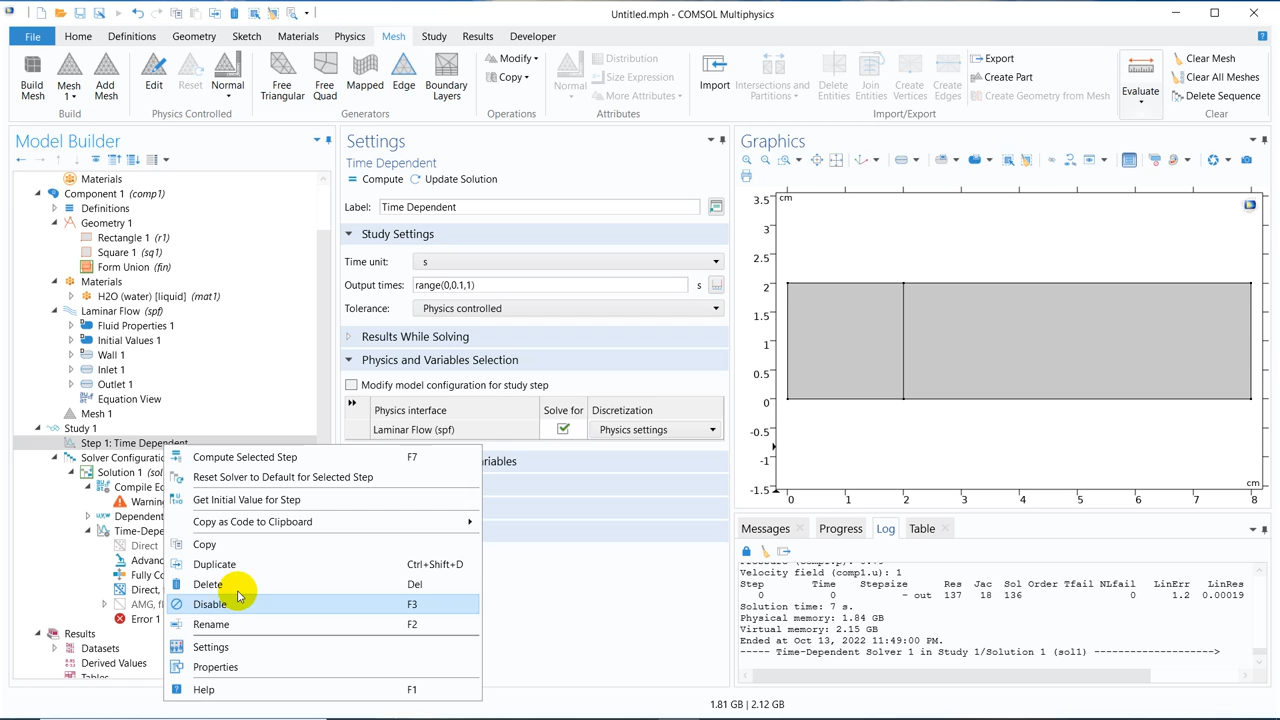 Untitled.mph - COMSOL Multiphysics
File Home Definitions Geometry Sketch Materials Physics Mesh Study Results Developer
Build Mesh
Mesh 1
Add Mesh
Build
Edit
Reset
Normal
Physics Controlled
Free Triangular
Free Quad
Mapped
Edge
Boundary Layers
Generators
Modify
Copy
Operations
Normal
Distribution
Size Expression
More Attributes
Attributes
Import
Intersections and Partitions
Delete Entities
Join Entities
Create Vertices
Create Edges
Export
Create Part
Create Geometry from Mesh
Import/Export
Evaluate
Clear Mesh
Clear All Meshes
Delete Sequence
Clear
Model Builder
Materials
Component 1 (comp1)
Definitions
Geometry 1
Rectangle 1 (r1)
Square 1 (sq1)
Form Union (fin)
Materials
H2O (water) [liquid] (mat1)
Laminar Flow (spf)
Fluid Properties 1
Initial Values 1
Wall 1
Inlet 1
Outlet 1
Equation View
Mesh 1
Study 1
Step 1: Time Dependent
Solver Configuratio
Solution 1 (sol
Compile Eq
Warnin
Dependent
Time-Depe
Direct
Advanc
Fully Co
Direct,
AMG, fl
Error 1
Results
Datasets
Derived Values
Tables
Compute Selected Step F7
Reset Solver to Default for Selected Step
Get Initial Value for Step
Copy as Code to Clipboard
Copy
Duplicate Ctrl+Shift+D
Delete Del
Disable F3
Rename F2
Settings
Properties
Help F1
Settings
Time Dependent
Compute Update Solution
Label: Time Dependent
Study Settings
Time unit: s
Output times: range(0,0.1,1) s
Tolerance: Physics controlled
Results While Solving
Physics and Variables Selection
Modify model configuration for study step
Physics interface Solve for Discretization
Laminar Flow (spf) Physics settings
ariables
Graphics
cm
3.5
3
2.5
2
1.5
1
0.5
0
-0.5
-1
-1.5
0 1 2 3 4 5 6 7 8
cm
Messages Progress Log Table
Velocity field (comp1.u): 1
Step Time Stepsize Res Jac Sol Order Tfail NLfail LinErr LinRes
0 0 - out 137 18 136 0 1.2 0.00019
Solution time: 7 s.
Physical memory: 1.84 GB
Virtual memory: 2.15 GB
Ended at Oct 13, 2022 11:49:00 PM.
----- Time-Dependent Solver 1 in Study 1/Solution 1 (sol1) -------------------->
1.81 GB | 2.12 GB